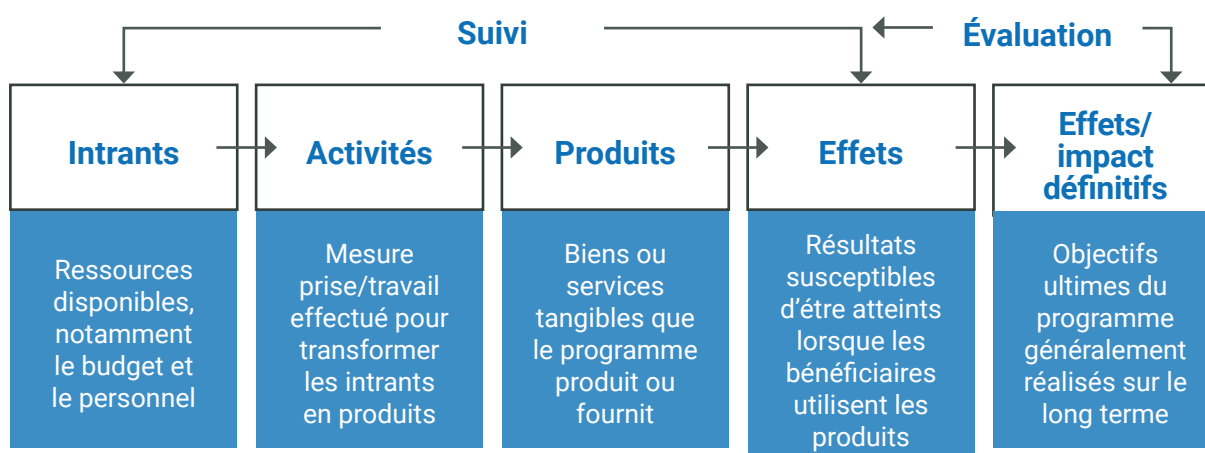 Suivi
Évaluation
Intrants
Ressources
disponibles,
notamment
le budget et
le personnel
Activités
Mesure
prise/travail
effectué pour
transformer
les intrants
en produits
Produits
Biens ou
services
tangibles que
le programme
produit ou
fournit
Effets
Résultats
susceptibles
d’étre atteints
lorsque les
bénéficiaires
utilisent les
produits
Effets/
impact
définitifs
Objectifs
ultimes du
programme
généralement
réalisés sur le
long terme